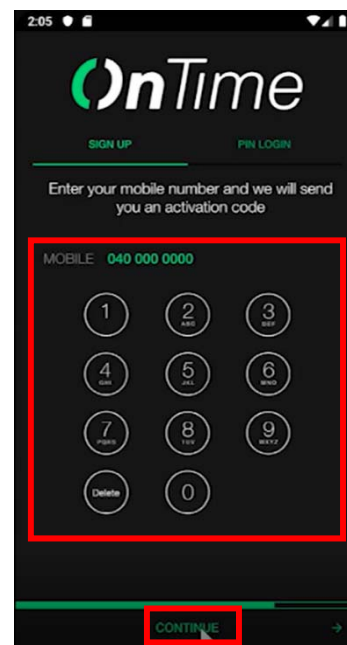 2:05
OnTime
SIGN UP PIN LOGIN
Enter your mobile number and we will send
you an activation code
MOBILE 040 000 0000
1 2 3
ABC DEF
4 5 6
GHI JKL MNO
7 8 9
PQRS TUV WXYZ
Delete 0
CONTINUE →